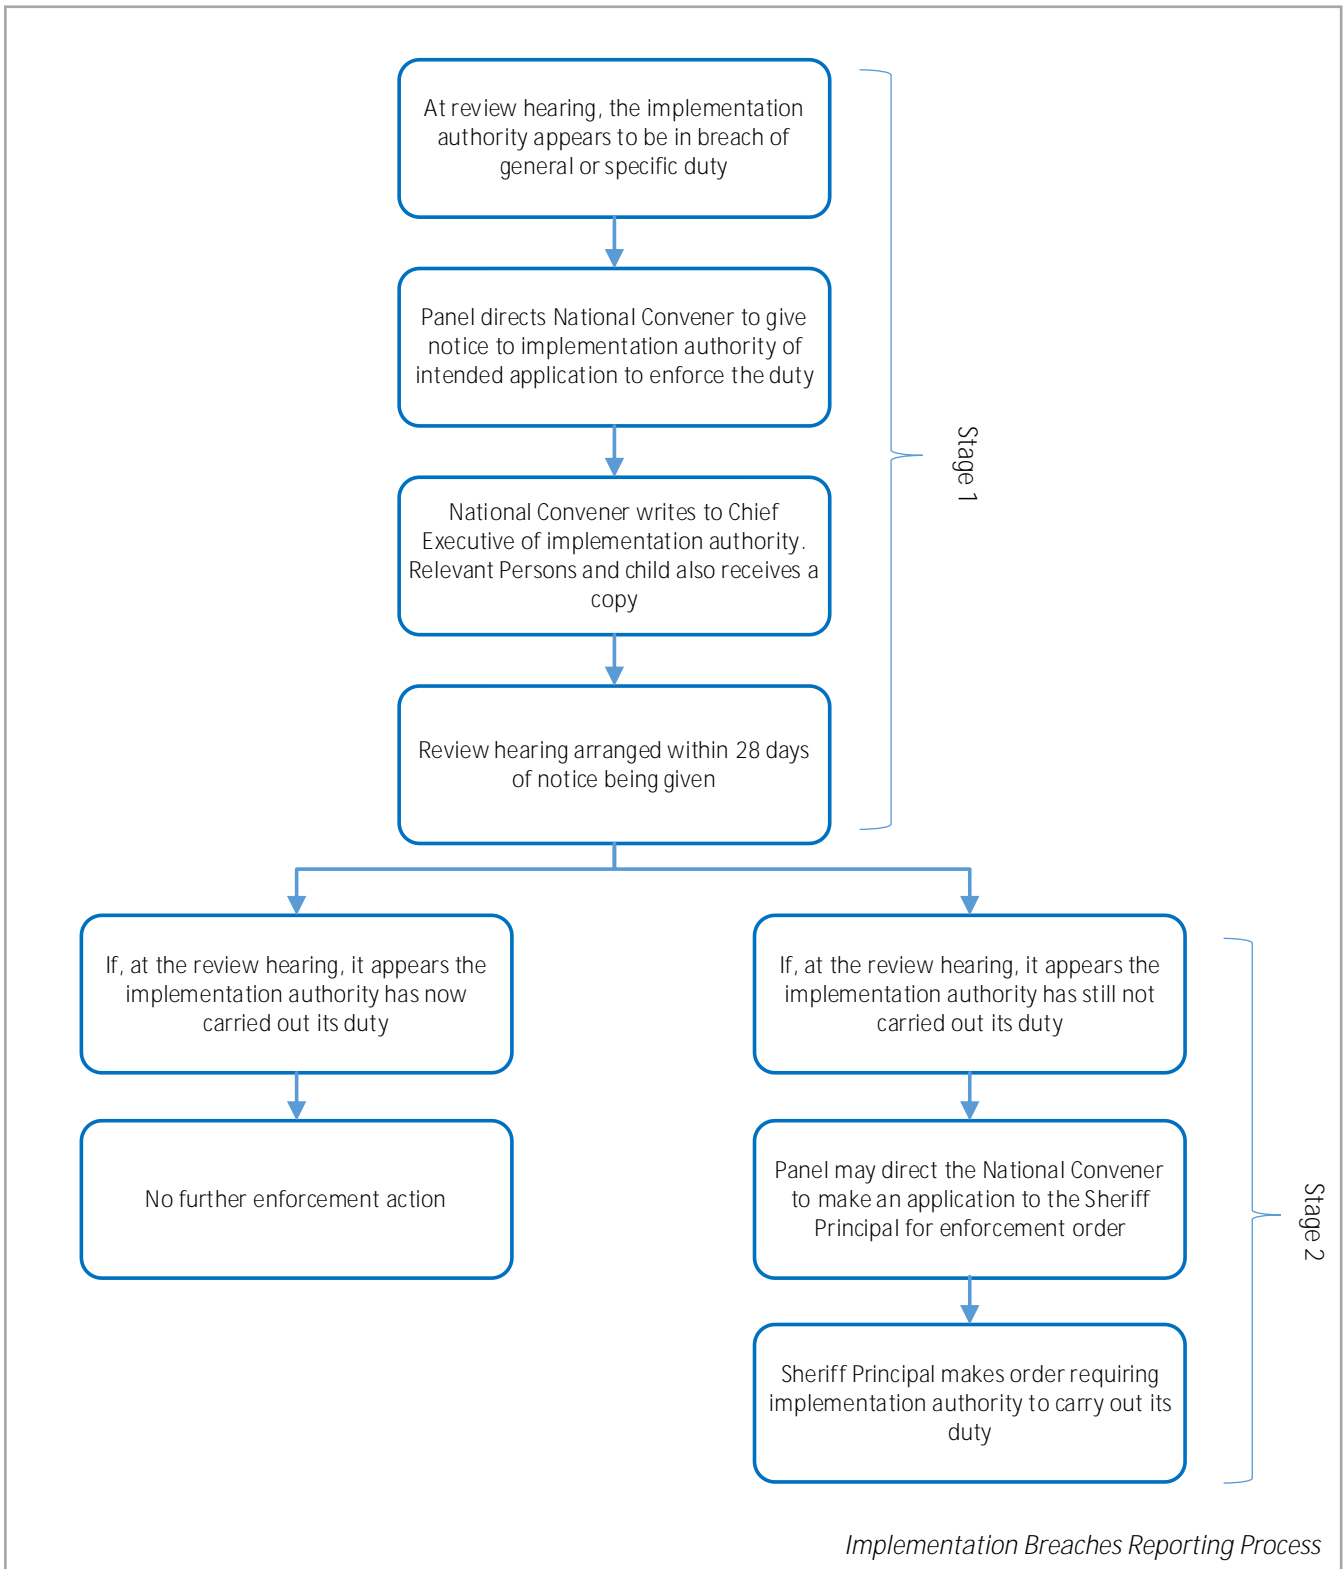 At review hearing, the implementation
authority appears to be in breach of
general or specific duty
Panel directs National Convener to give
notice to implementation authority of
intended application to enforce the duty
Stage 1
National Convener writes to Chief
Executive of implementation authority.
Relevant Persons and child also receives a
copy
Review hearing arranged within 28 days
of notice being given
If, at the review hearing, it appears the
implementation authority has now
carried out its duty
No further enforcement action
If, at the review hearing, it appears the
implementation authority has still not
carried out its duty
Panel may direct the National Convener
to make an application to the Sheriff
Principal for enforcement order
Stage 2
Sheriff Principal makes order requiring
implementation authority to carry out its
duty
Implementation Breaches Reporting Process